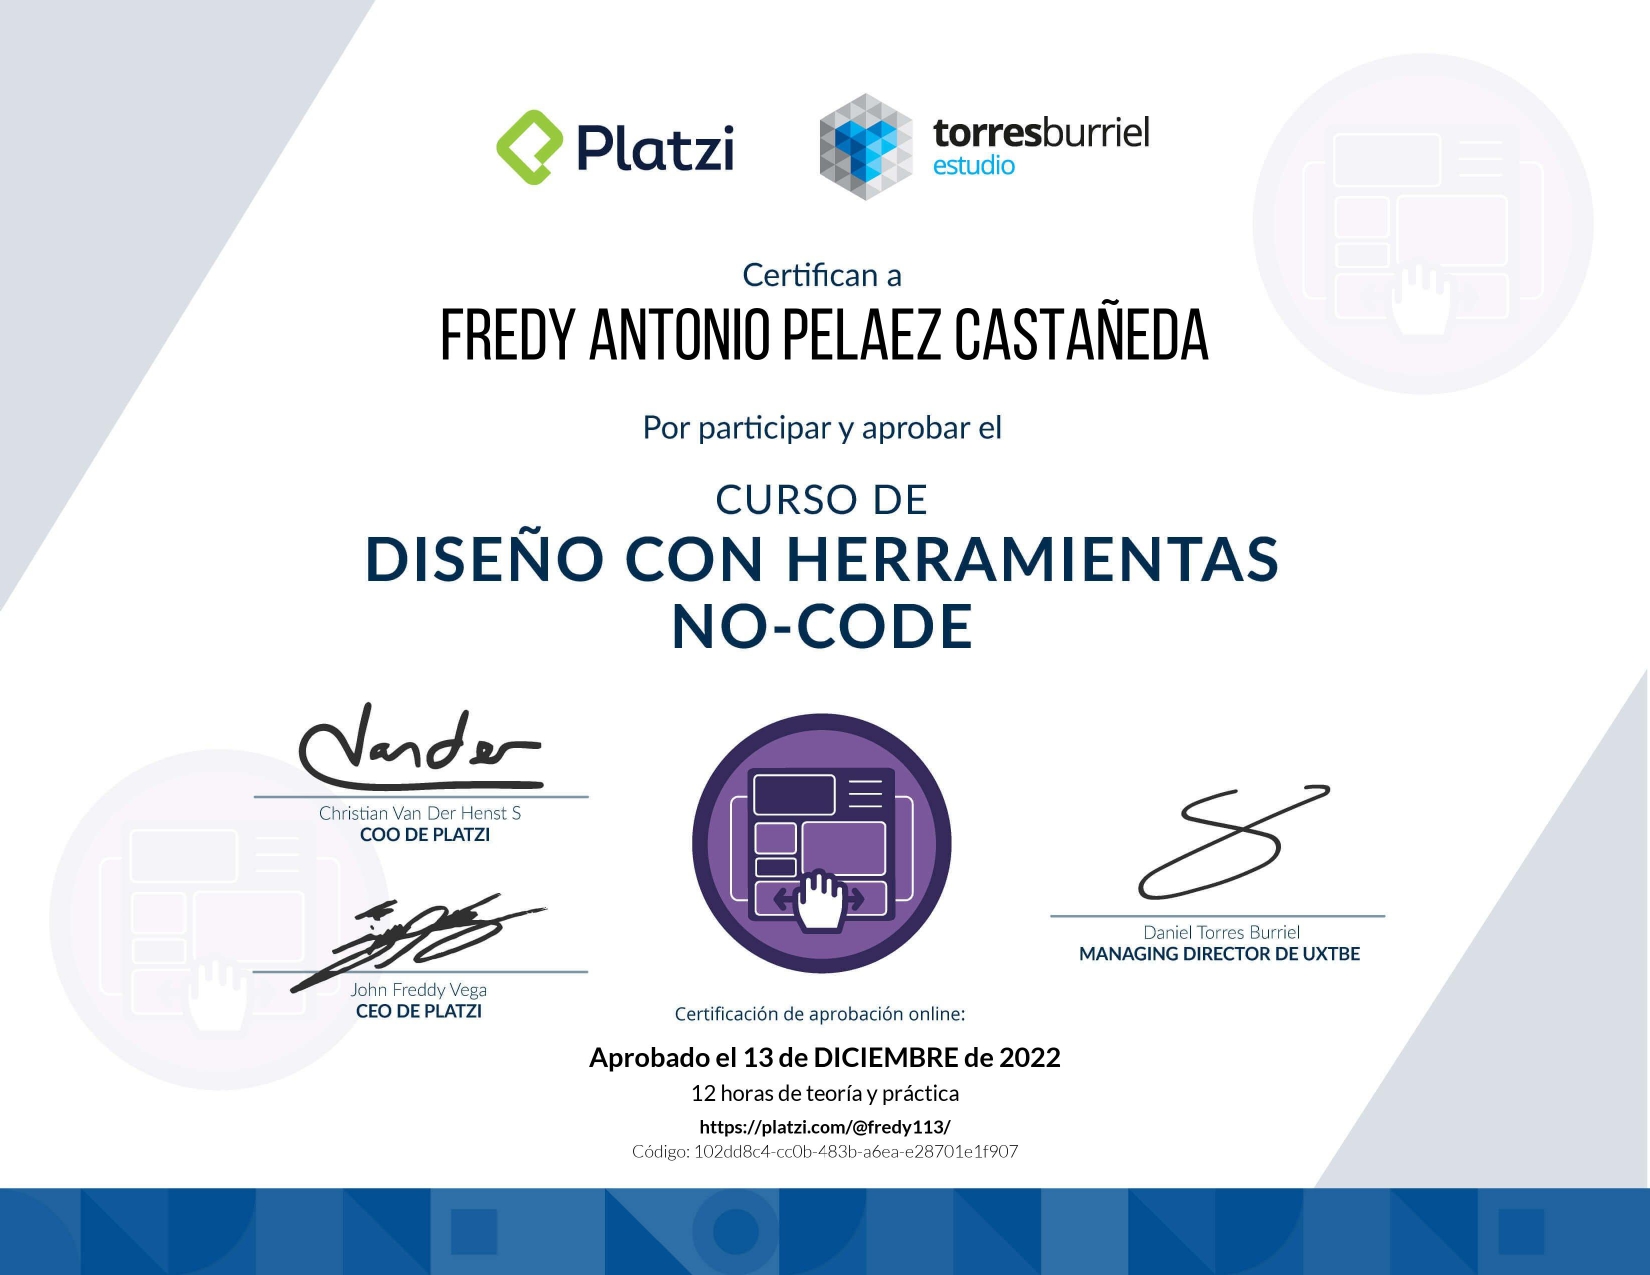 Platzi
torresburriel
estudio
Certifican a
FREDY ANTONIO PELAEZ CASTAÑEDA
Por participar y aprobar el
CURSO DE
DISEÑO CON HERRAMIENTAS
NO-CODE
Christian Van Der Henst S
COO DE PLATZI
John Freddy Vega
CEO DE PLATZI
Daniel Torres Burriel
MANAGING DIRECTOR DE UXTBE
Certificación de aprobación online:
Aprobado el 13 de DICIEMBRE de 2022
12 horas de teoría y práctica
https://platzi.com/@fredy113/
Código: 102dd8c4-cc0b-483b-a6ea-e28701e1f907